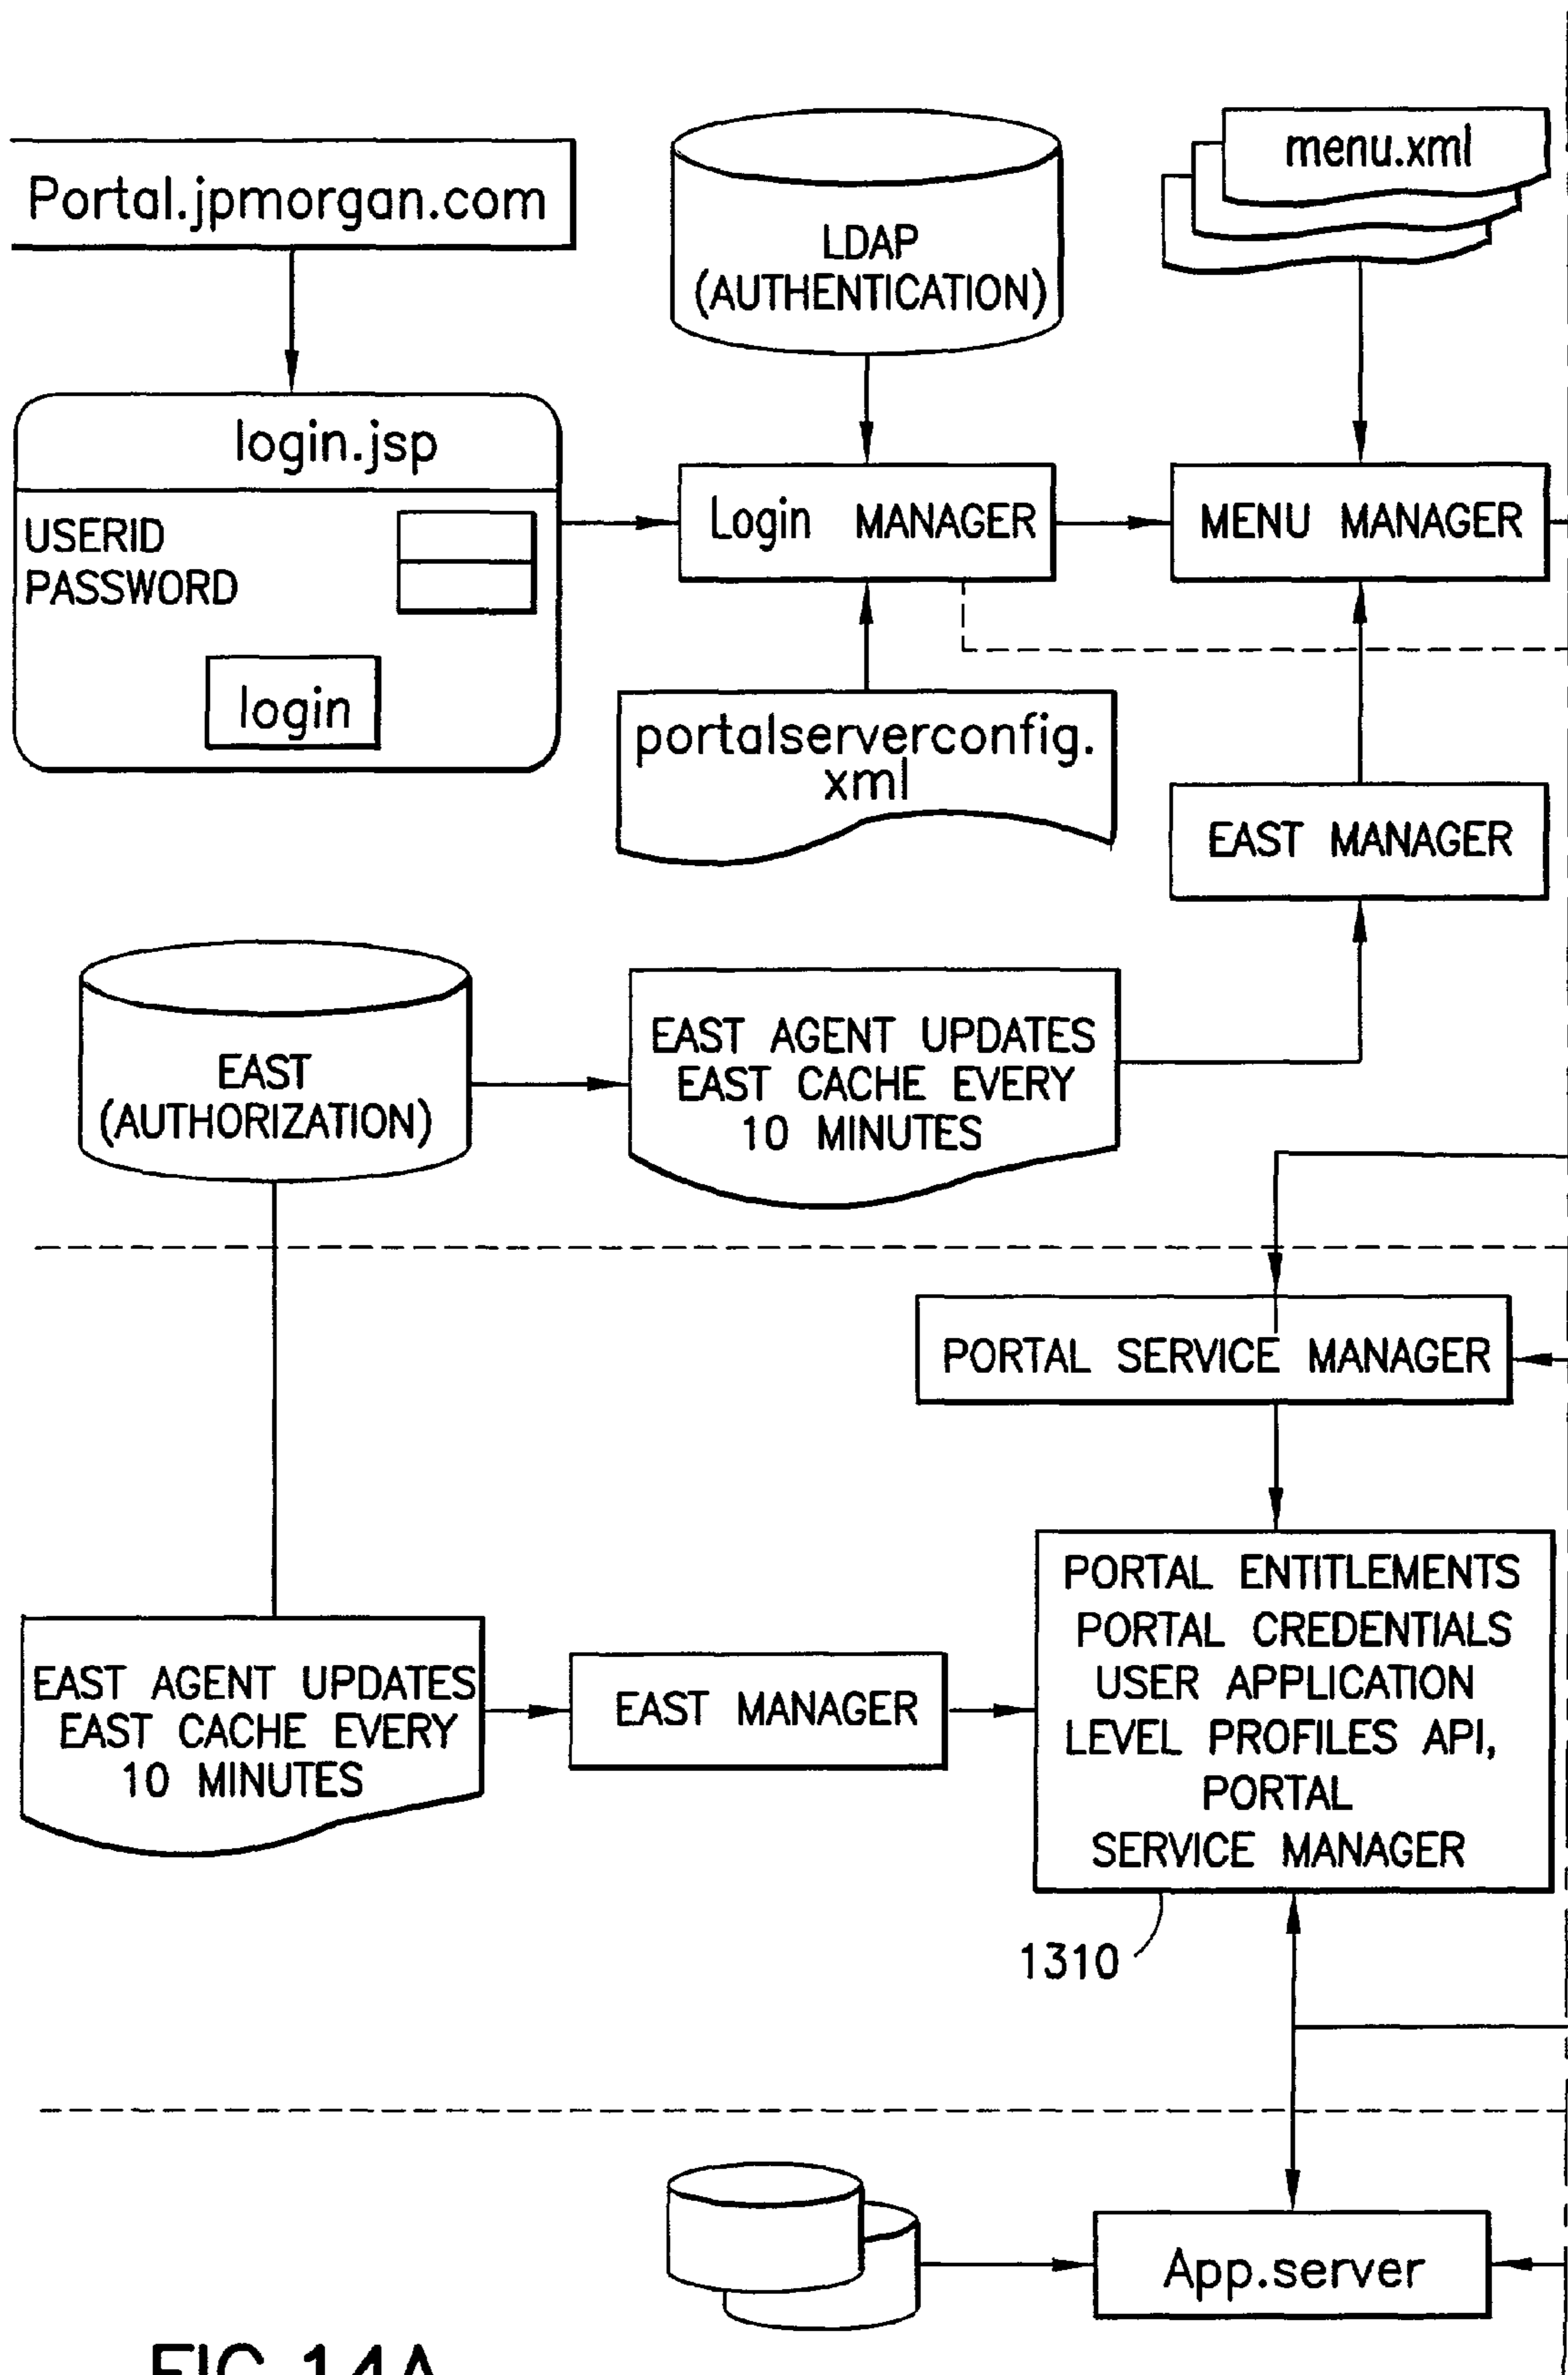 Portal.jpmorgan.com
LDAP
(AUTHENTICATION)
menu.xml
login.jsp
USERID
PASSWORD
login
Login MANAGER
MENU MANAGER
portalserverconfig.
xml
EAST MANAGER
EAST
(AUTHORIZATION)
EAST AGENT UPDATES
EAST CACHE EVERY
10 MINUTES
PORTAL SERVICE MANAGER
EAST AGENT UPDATES
EAST CACHE EVERY
10 MINUTES
EAST MANAGER
PORTAL ENTITLEMENTS
PORTAL CREDENTIALS
USER APPLICATION
LEVEL PROFILES API,
PORTAL
SERVICE MANAGER
1310
App.server
FIG.14A